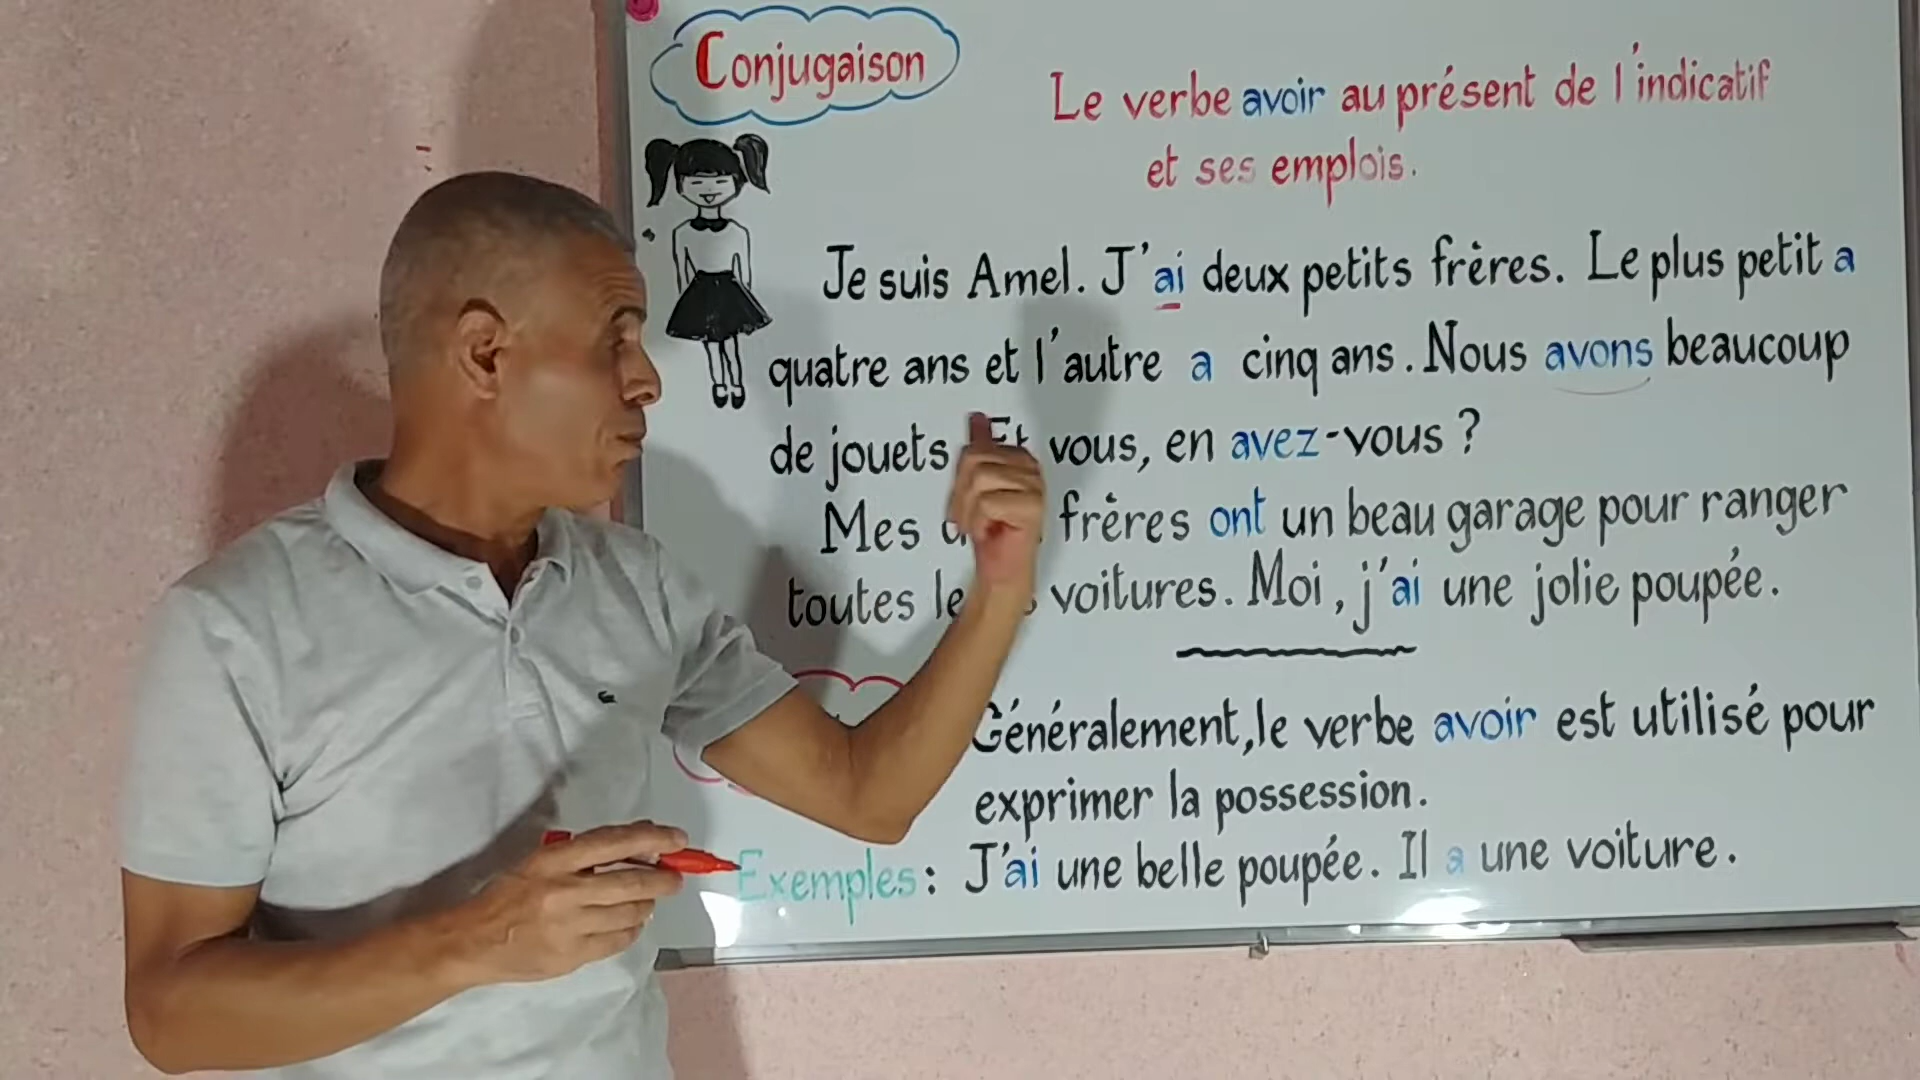 Conjugaison
Le verbe avoir au présent de l'indicatif
et ses emplois.
Je suis Amel. J'ai deux petits frères. Le plus petit a
quatre ans et l'autre a cinq ans. Nous avons beaucoup
de jouets Et vous, en avez-vous ?
Mes frères ont un beau garage pour ranger
toutes voitures. Moi, j'ai une jolie poupée.
Généralement, le verbe avoir est utilisé pour
exprimer la possession.
Exemples : J'ai une belle poupée. Il a une voiture.